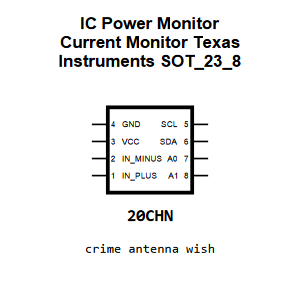 IC Power Monitor
Current Monitor Texas
Instruments SOT_23_8
4 GND SCL 5
3 VCC SDA 6
2 IN_MINUS A0 7
1 IN_PLUS A1 8
20CHN
crime antenna wish